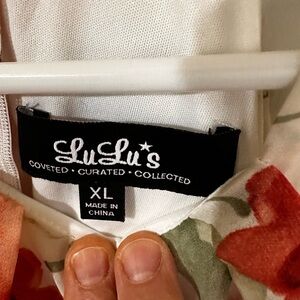 LuLu's
COVETED · CURATED · COLLECTED
XL
MADE IN
CHINA